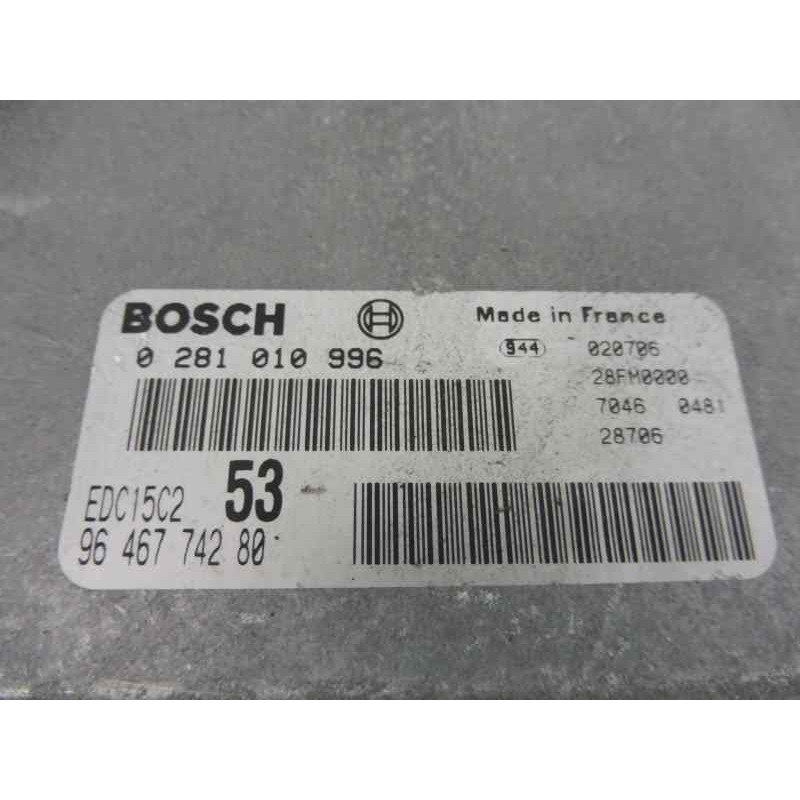 BOSCH
Made in France
0 281 010 996
944
020706
28FM0000
7046 0481
28706
EDC15C2
53
96 467 742 80